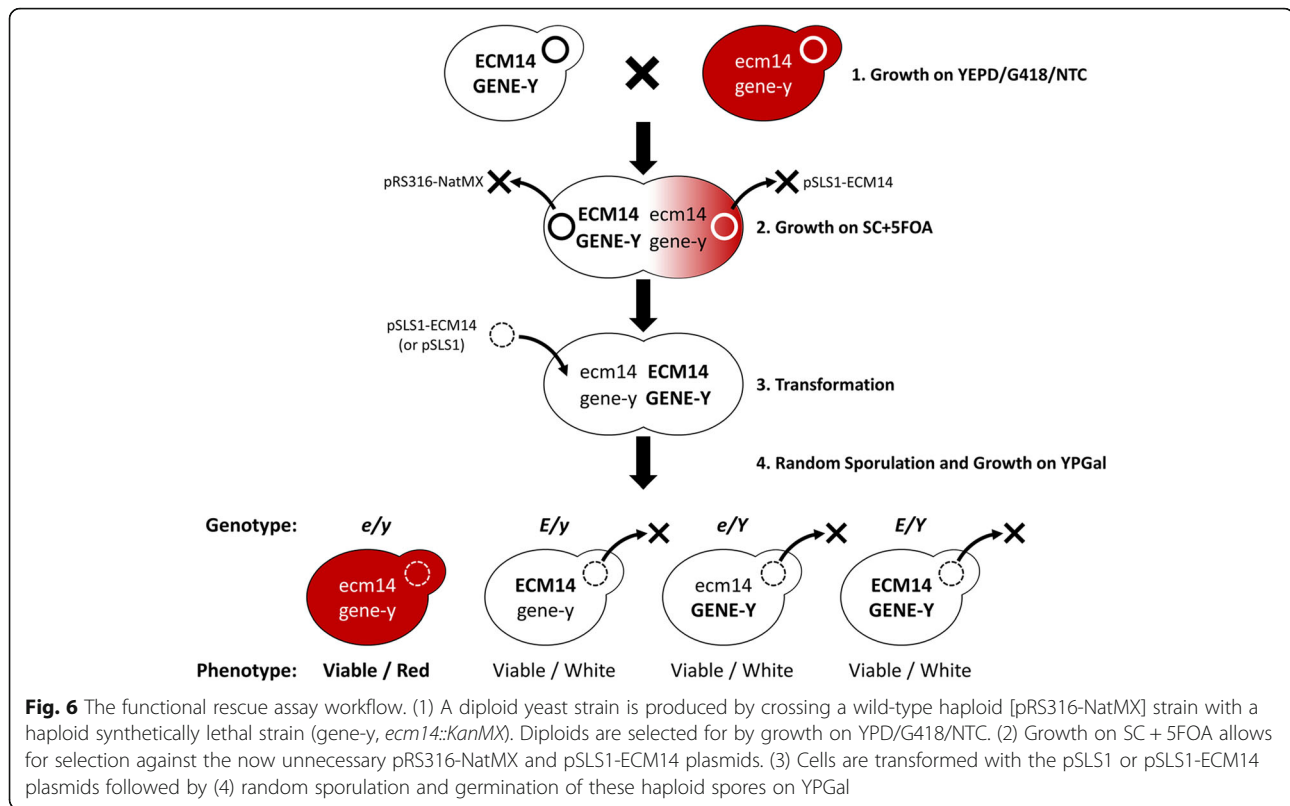 ECM14
GENE-Y
ecm14
gene-y
1. Growth on YEPD/G418/NTC
pRS316-NatMX
pSLS1-ECM14
ECM14
GENE-Y
ecm14
gene-y
2. Growth on SC+5FOA
pSLS1-ECM14
(or pSLS1)
ecm14
gene-y
ECM14
GENE-Y
3. Transformation
4. Random Sporulation and Growth on YPGal
Genotype: e/y E/y e/Y E/Y
ecm14
gene-y
ECM14
gene-y
ecm14
GENE-Y
ECM14
GENE-Y
Phenotype: Viable / Red Viable / White Viable / White Viable / White
Fig. 6 The functional rescue assay workflow. (1) A diploid yeast strain is produced by crossing a wild-type haploid [pRS316-NatMX] strain with a
haploid synthetically lethal strain (gene-y, ecm14::KanMX). Diploids are selected for by growth on YPD/G418/NTC. (2) Growth on SC + 5FOA allows
for selection against the now unnecessary pRS316-NatMX and pSLS1-ECM14 plasmids. (3) Cells are transformed with the pSLS1 or pSLS1-ECM14
plasmids followed by (4) random sporulation and germination of these haploid spores on YPGal